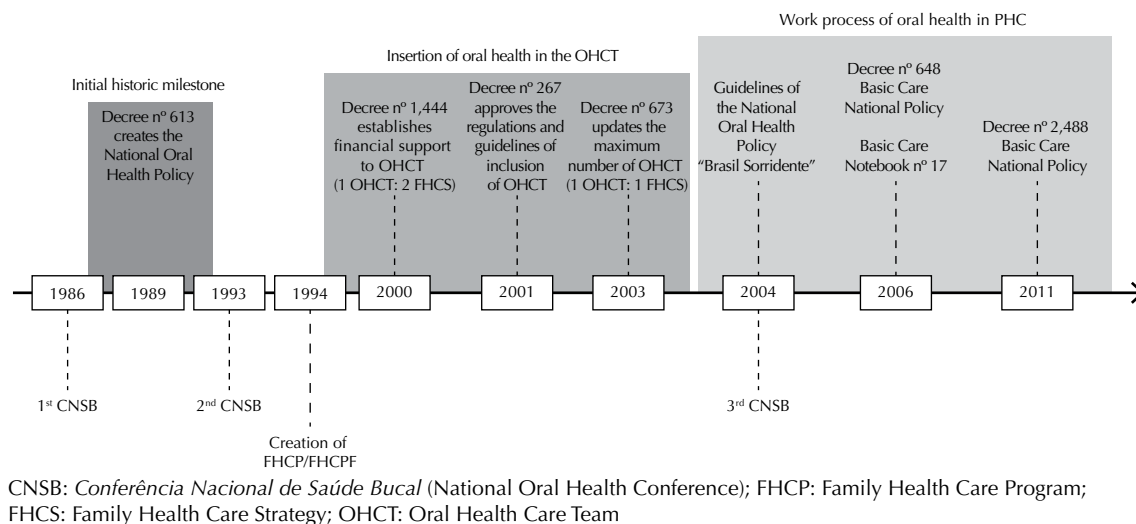 Work process of oral health in PHC
Insertion of oral health in the OHCT
Initial historic milestone
Decree nº 613
creates the
National Oral
Health Policy
Decree nº 1,444
establishes
financial support
to OHCT
(1 OHCT: 2 FHCS)
Decree nº 267
approves the
regulations and
guidelines of
inclusion
of OHCT
Decree nº 673
updates the
maximum
number of OHCT
(1 OHCT: 1 FHCS)
Guidelines of
the National
Oral Health
Policy
“Brasil Sorridente”
Decree nº 648
Basic Care
National Policy
Basic Care
Notebook nº 17
Decree nº 2,488
Basic Care
National Policy
1986
1989
1993
1994
2000
2001
2003
2004
2006
2011
1st CNSB
2nd CNSB
3rd CNSB
Creation of
FHCP/FHCPF
CNSB: Conferência Nacional de Saúde Bucal (National Oral Health Conference); FHCP: Family Health Care Program;
FHCS: Family Health Care Strategy; OHCT: Oral Health Care Team